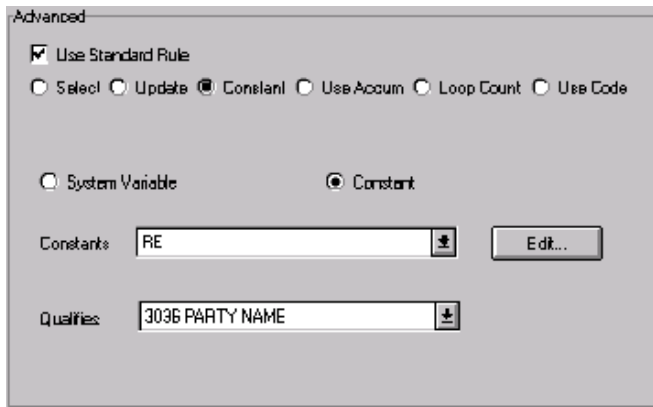 Advanced
Use Standard Rule
Select Update Constant Use Accum Loop Count Use Code
System Variable Constant
Constants RE Edit...
Qualifies 3036 PARTY NAME